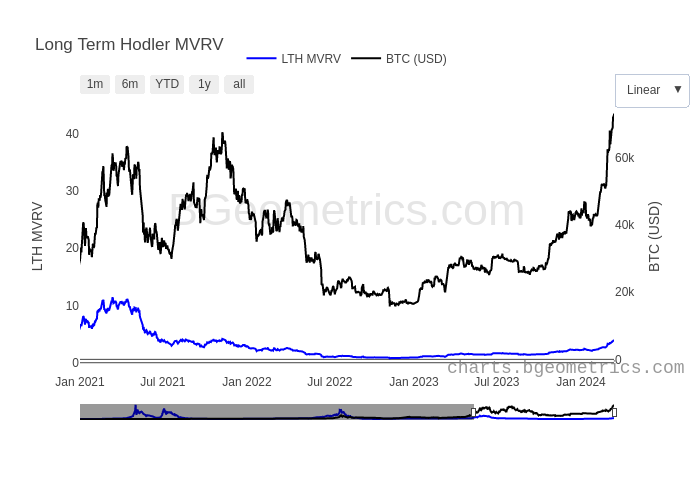 Long Term Hodler MVRV
LTH MVRV BTC (USD)
1m 6m YTD 1y all
Linear ▼
BGeometrics.com
LTH MVRV
40
30
20
10
0
BTC (USD)
60k
40k
20k
0
Jan 2021 Jul 2021 Jan 2022 Jul 2022 Jan 2023 Jul 2023 Jan 2024
charts.bgeometrics.com